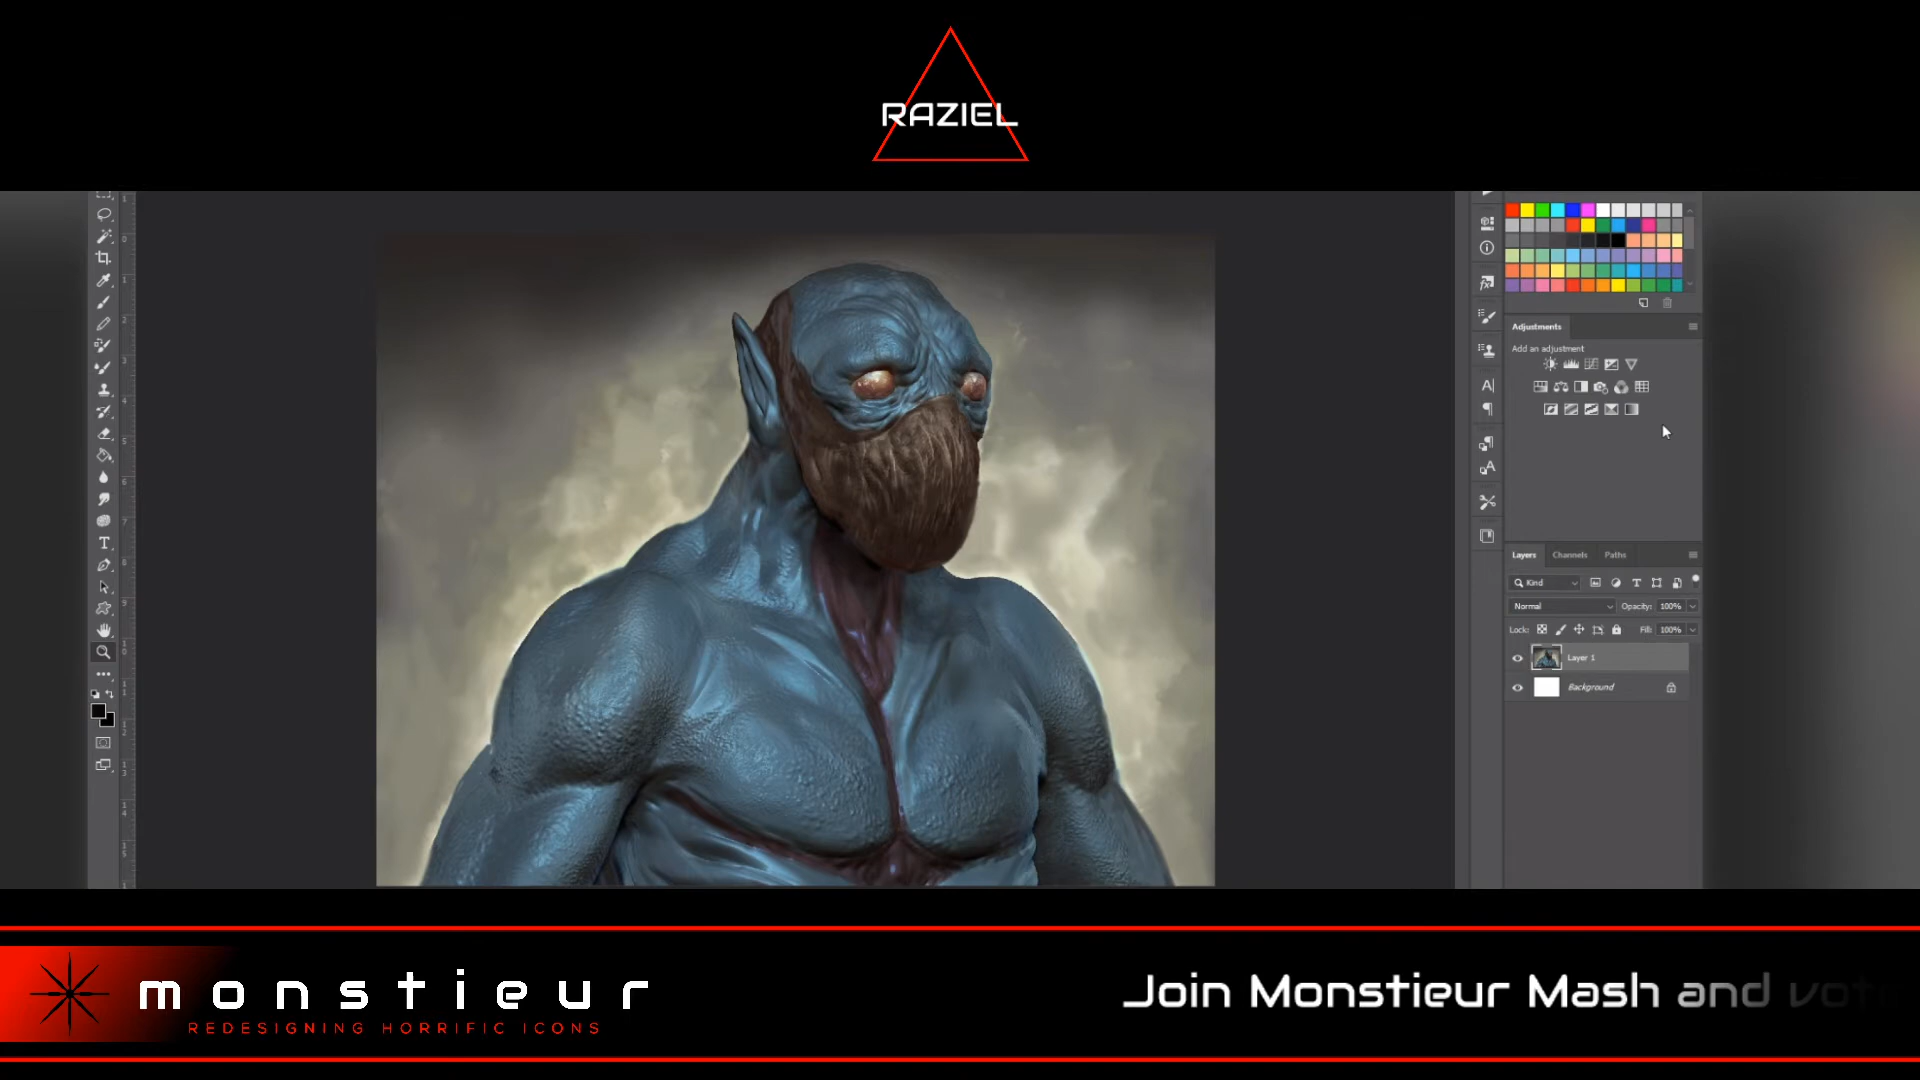 RAZIEL
Adjustments
Add an adjustment
Layers Channels Paths
Kind
Normal Opacity: 100%
Lock: Fill: 100%
Layer 1
Background
monstieur
REDESIGNING HORRIFIC ICONS
Join Monstieur Mash and vote